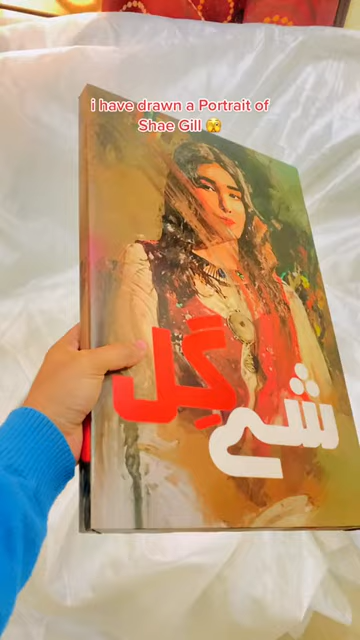 i have drawn a Portrait of
Shae Gill 🫣
شے گل